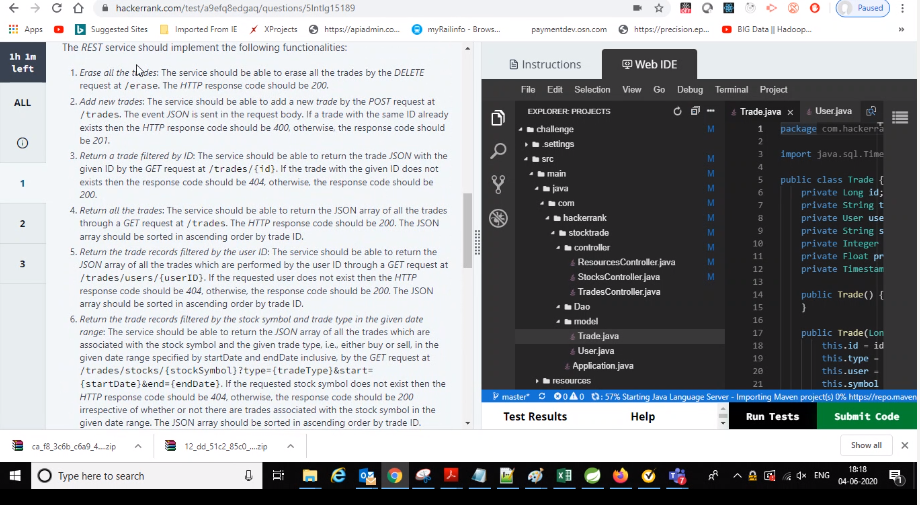 hackerrank.com/test/a9efq8edgaq/questions/5lntlg15189
Paused
Apps
Suggested Sites
Imported From IE
XProjects
https://apiadmin.co...
myRailinfo - Brows...
paymentdev.osn.com
https://precision.ep...
BIG Data || Hadoop...
1h 1m
left
ALL
1
2
3
The REST service should implement the following functionalities:
1. Erase all the trades: The service should be able to erase all the trades by the DELETE
request at /erase. The HTTP response code should be 200.
2. Add new trades: The service should be able to add a new trade by the POST request at
/trades. The event JSON is sent in the request body. If a trade with the same ID already
exists then the HTTP response code should be 400, otherwise, the response code should
be 201.
3. Return a trade filtered by ID: The service should be able to return the trade JSON with the
given ID by the GET request at /trades/{id}. If the trade with the given ID does not
exists then the response code should be 404, otherwise, the response code should be
200.
4. Return all the trades: The service should be able to return the JSON array of all the trades
through a GET request at /trades. The HTTP response code should be 200. The JSON
array should be sorted in ascending order by trade ID.
5. Return the trade records filtered by the user ID: The service should be able to return the
JSON array of all the trades which are performed by the user ID through a GET request at
/trades/users/{userID}. If the requested user does not exist then the HTTP
response code should be 404, otherwise, the response code should be 200. The JSON
array should be sorted in ascending order by trade ID.
6. Return the trade records filtered by the stock symbol and trade type in the given date
range: The service should be able to return the JSON array of all the trades which are
associated with the stock symbol and the given trade type, i.e., either buy or sell, in the
given date range specified by startDate and endDate inclusive, by the GET request at
/trades/stocks/{stockSymbol}?type={tradeType}&start=
{startDate}&end={endDate}. If the requested stock symbol does not exist then the
HTTP response code should be 404, otherwise, the response code should be 200
irrespective of whether or not there are trades associated with the stock symbol in the
given date range. The JSON array should be sorted in ascending order by trade ID.
Instructions
Web IDE
File Edit Selection View Go Debug Terminal Project
EXPLORER: PROJECTS
challenge M
.settings
src M
main
java
com
hackerrank
stocktrade
controller
ResourcesController.java M
StocksController.java M
TradesController.java
Dao
model
Trade.java
User.java
Application.java
resources
Trade.java User.java
1 package com.hackerra
2
3 import java.sql.Time
4
5 public class Trade {
6 private Long id;
7 private String t
8 private User use
9 private String s
10 private Integer
11 private Float pr
12 private Timestam
13
14 public Trade() {
15 }
16
17 public Trade(Lon
18 this.id = id
19 this.type =
20 this.user =
21 this.symbol
master* 0 0 57% Starting Java Server - Importing Maven project(s) 0% https://repo.maven
Test Results
Help
Run Tests
Submit Code
ca_f8_3c6b_c6a9_4....zip
12_dd_51c2_85c0_....zip
Show all
Type here to search
ENG
18:18
04-06-2020